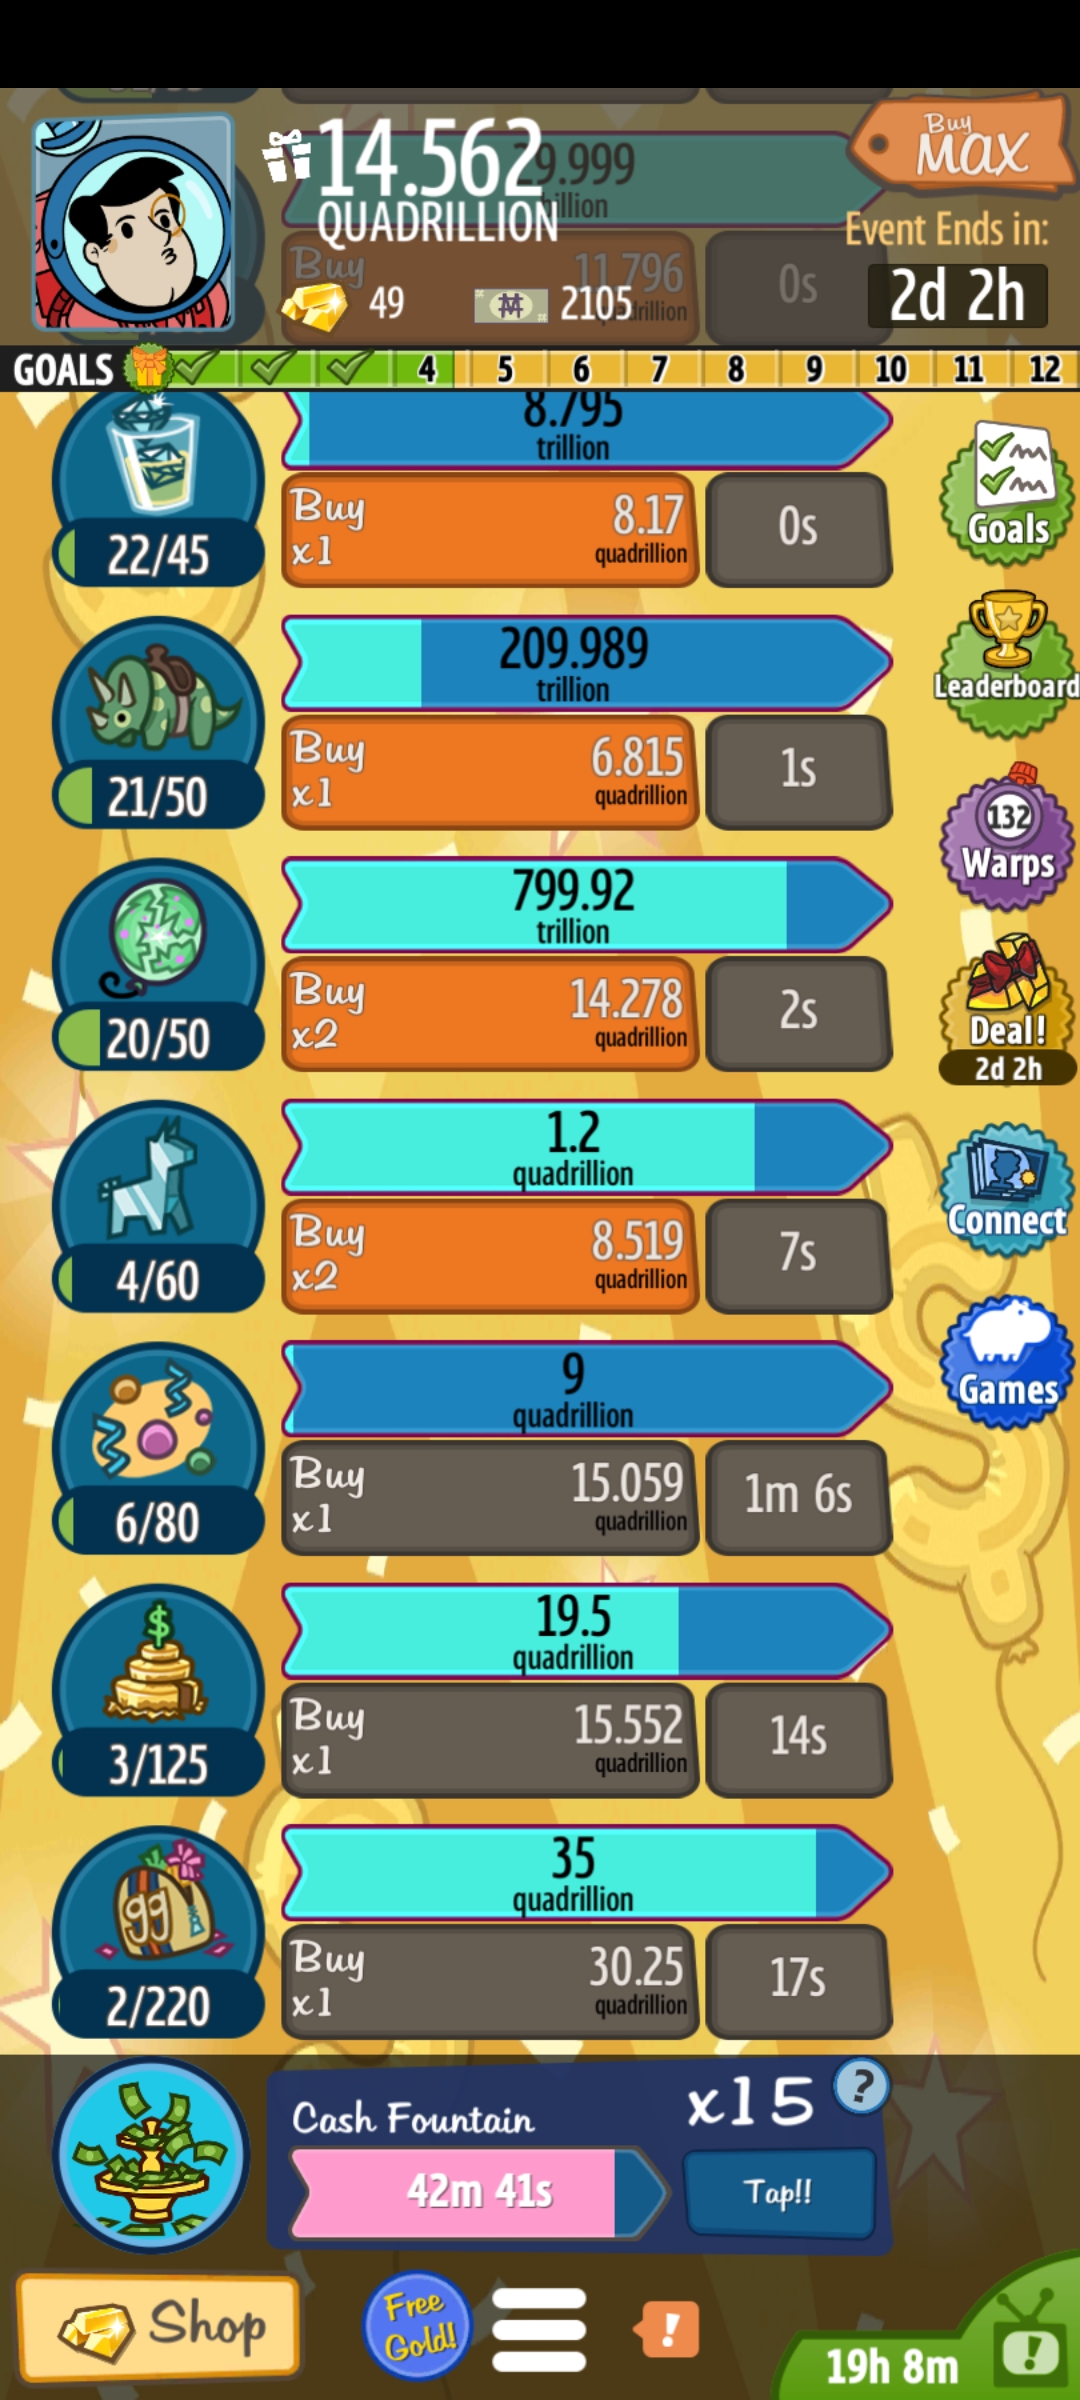 14.562
QUADRILLION
29.999
Buy
MAX
Event Ends in:
2d 2h
Buy
11.796
0s
49
2105
GOALS 4 5 6 7 8 9 10 11 12
8.795
trillion
22/45
Buy
x1
8.17
quadrillion
0s
Goals
209.989
trillion
21/50
Buy
x1
6.815
quadrillion
1s
Leaderboard
799.92
trillion
20/50
Buy
x2
14.278
quadrillion
2s
132
Warps
Deal!
2d 2h
1.2
quadrillion
4/60
Buy
x2
8.519
quadrillion
7s
Connect
9
quadrillion
6/80
Buy
x1
15.059
quadrillion
1m 6s
Games
$
19.5
quadrillion
3/125
Buy
x1
15.552
quadrillion
14s
99
35
quadrillion
2/220
Buy
x1
30.25
quadrillion
17s
Cash Fountain
x15
?
42m 41s
Tap!!
Shop
Free
Gold!
!
19h 8m
!